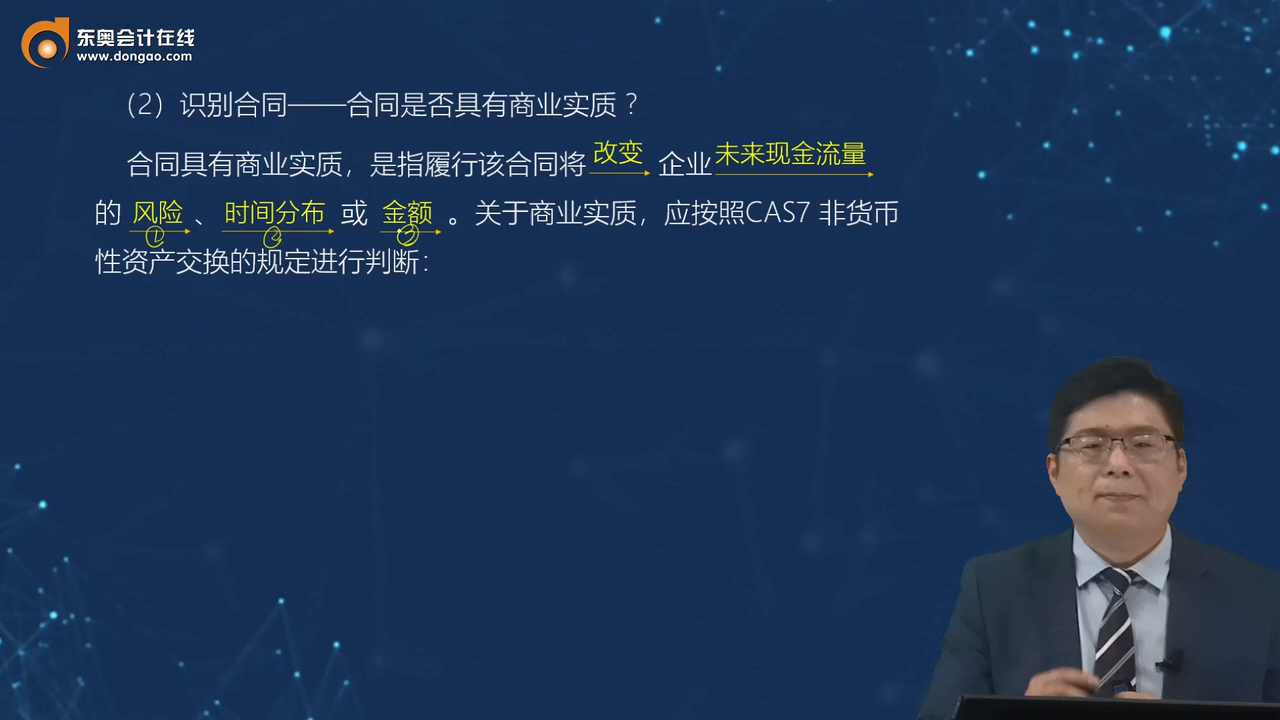 东奥会计在线
www.dongao.com
（2）识别合同——合同是否具有商业实质？
合同具有商业实质，是指履行该合同将 改变 企业 未来现金流量
的 风险 、 时间分布 或 金额 。关于商业实质，应按照CAS7 非货币
① ② ③
性资产交换的规定进行判断：